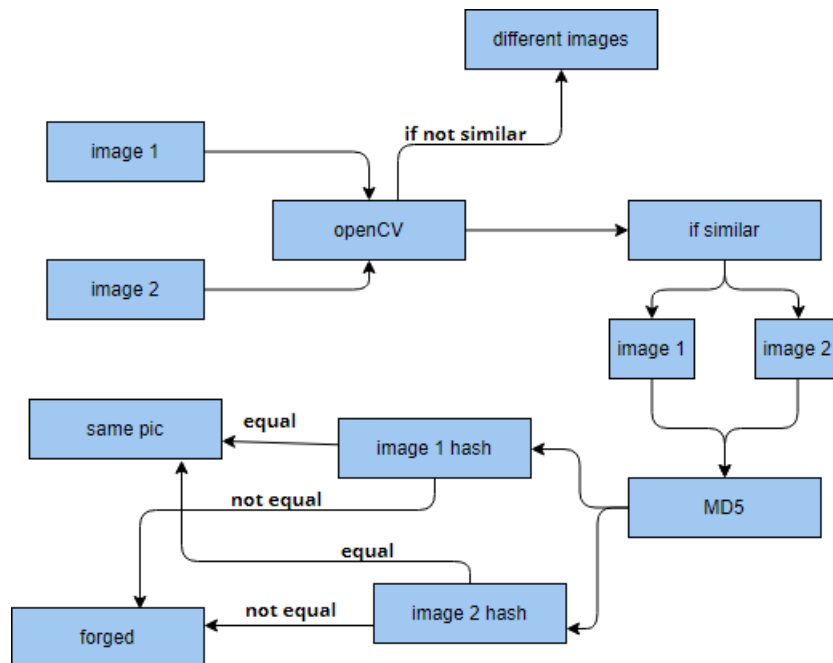 different images
if not similar
image 1
openCV
if similar
image 2
image 1
image 2
same pic
equal
image 1 hash
not equal
MD5
equal
image 2 hash
not equal
forged